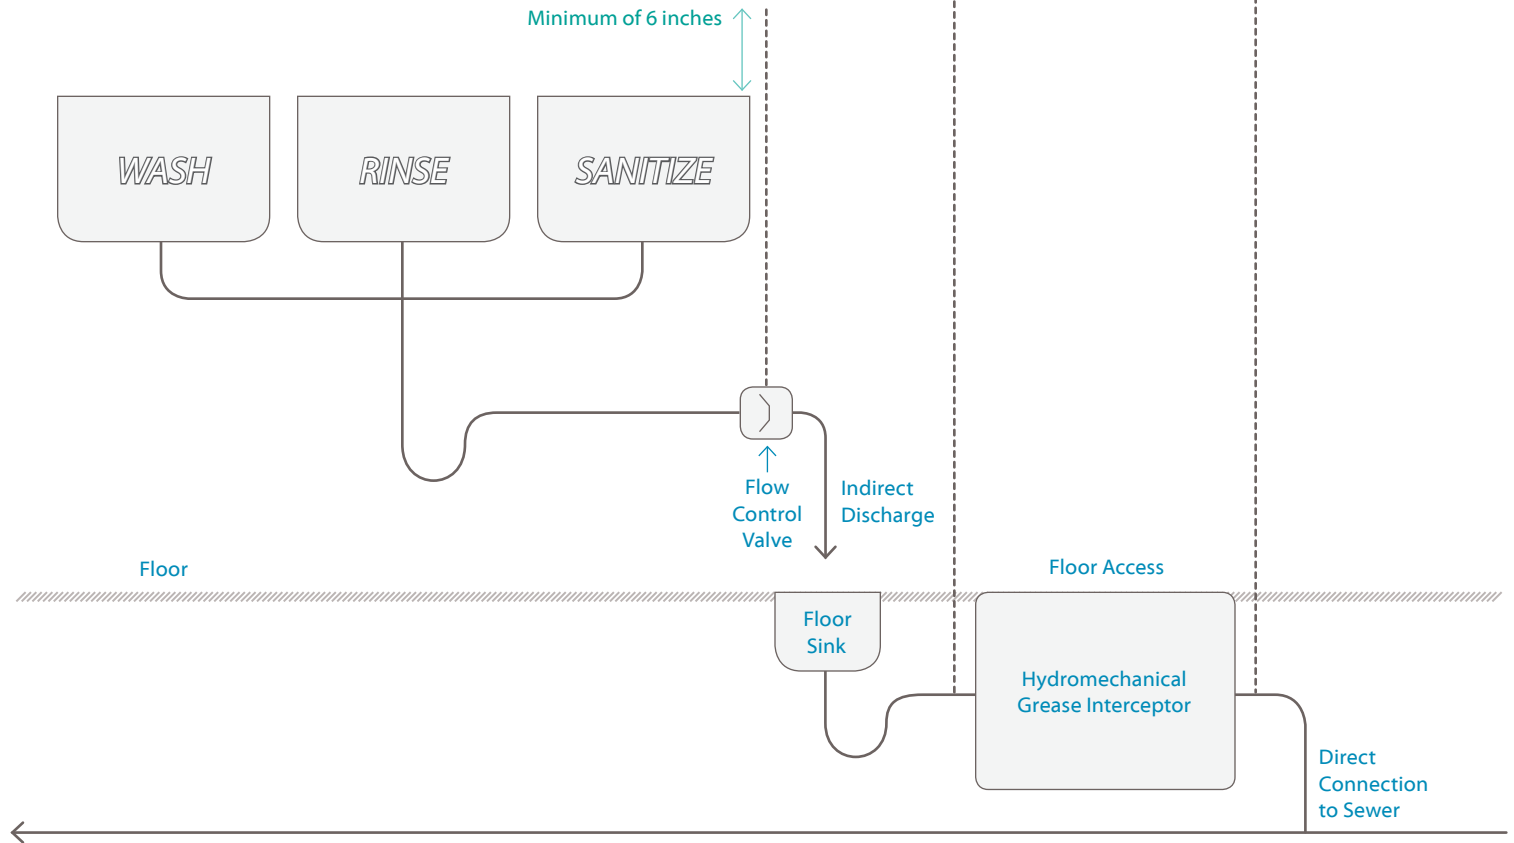 Minimum of 6 inches
WASH
RINSE
SANITIZE
Flow
Control
Valve
Indirect
Discharge
Floor
Floor Access
Floor
Sink
Hydromechanical
Grease Interceptor
Direct
Connection
to Sewer